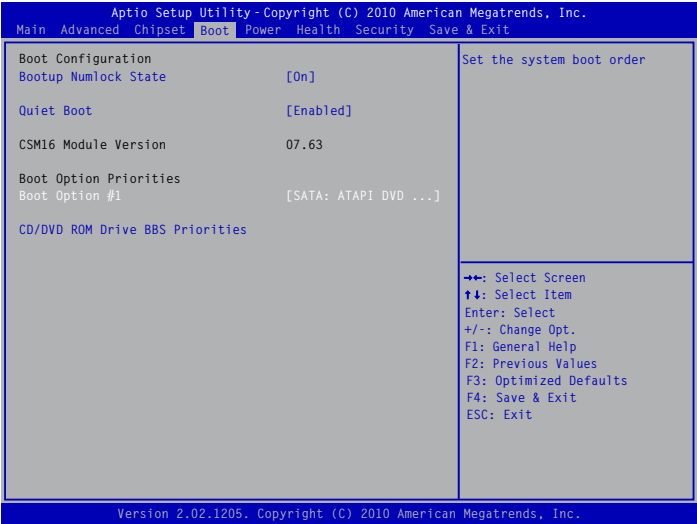 Aptio Setup Utility - Copyright (C) 2010 American Megatrends, Inc.
Main Advanced Chipset Boot Power Health Security Save & Exit
Boot Configuration
Bootup Numlock State [On]
Quiet Boot [Enabled]
CSM16 Module Version 07.63
Boot Option Priorities
Boot Option #1 [SATA: ATAPI DVD ...]
CD/DVD ROM Drive BBS Priorities
Set the system boot order
→←: Select Screen
↑↓: Select Item
Enter: Select
+/-: Change Opt.
F1: General Help
F2: Previous Values
F3: Optimized Defaults
F4: Save & Exit
ESC: Exit
Version 2.02.1205. Copyright (C) 2010 American Megatrends, Inc.